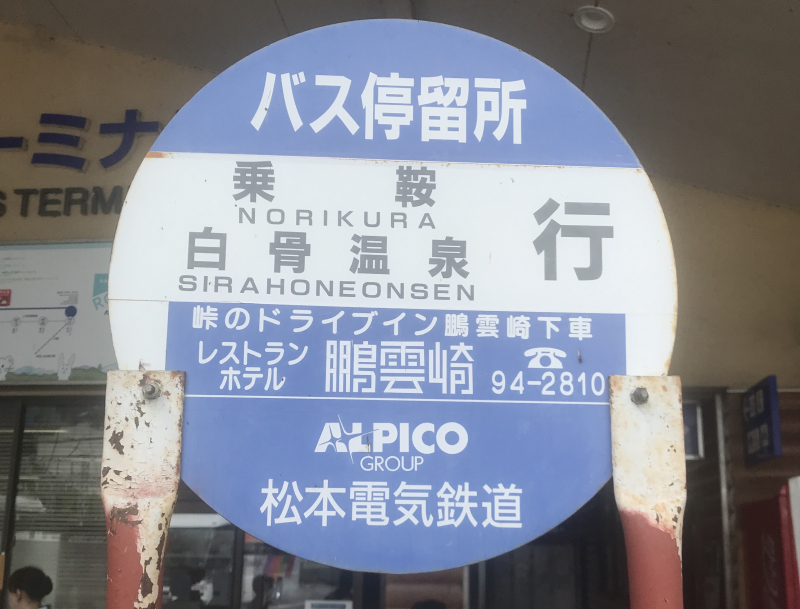 バス停留所
乗鞍
NORIKURA
白骨温泉
SIRAHONEONSEN
行
峠のドライブイン鵬雲崎下車
レストラン
ホテル
鵬雲崎 ☎94-2810
ALPICO
GROUP
松本電気鉄道
ーミナ
S TERM